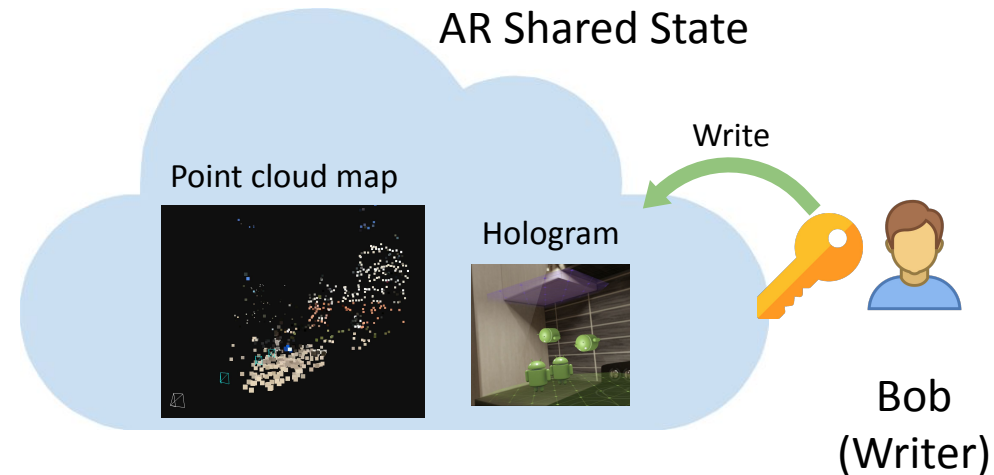 AR Shared State
Write
Point cloud map
Hologram
Bob
(Writer)